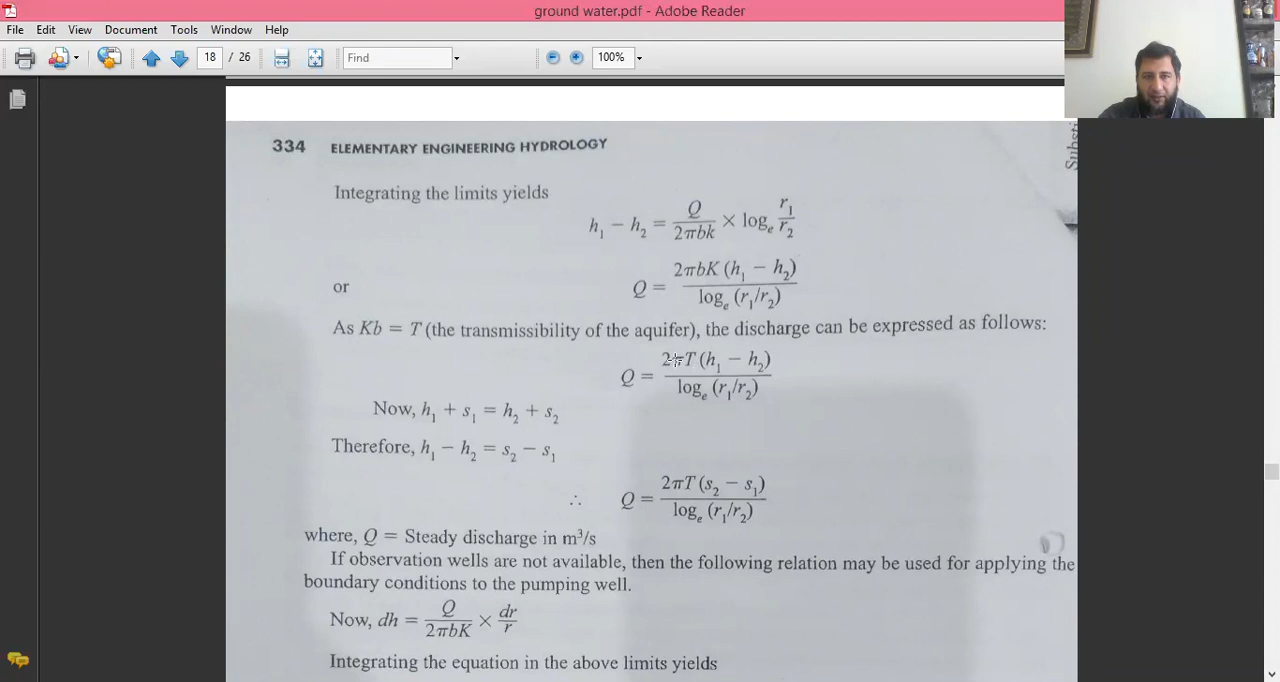 ground water.pdf - Adobe Reader
File Edit View Document Tools Window Help
18 / 26 Find 100%
Substi
334 ELEMENTARY ENGINEERING HYDROLOGY
Integrating the limits yields
h₁ − h₂ = Q/2πbk × logₑ r₁/r₂
or Q = 2πbK (h₁ − h₂)/logₑ (r₁/r₂)
As Kb = T (the transmissibility of the aquifer), the discharge can be expressed as follows:
Q = 2πT (h₁ − h₂)/logₑ (r₁/r₂)
Now, h₁ + s₁ = h₂ + s₂
Therefore, h₁ − h₂ = s₂ − s₁
∴ Q = 2πT (s₂ − s₁)/logₑ (r₁/r₂)
where, Q = Steady discharge in m³/s
If observation wells are not available, then the following relation may be used for applying the
boundary conditions to the pumping well.
Now, dh = Q/2πbK × dr/r
Integrating the equation in the above limits yields